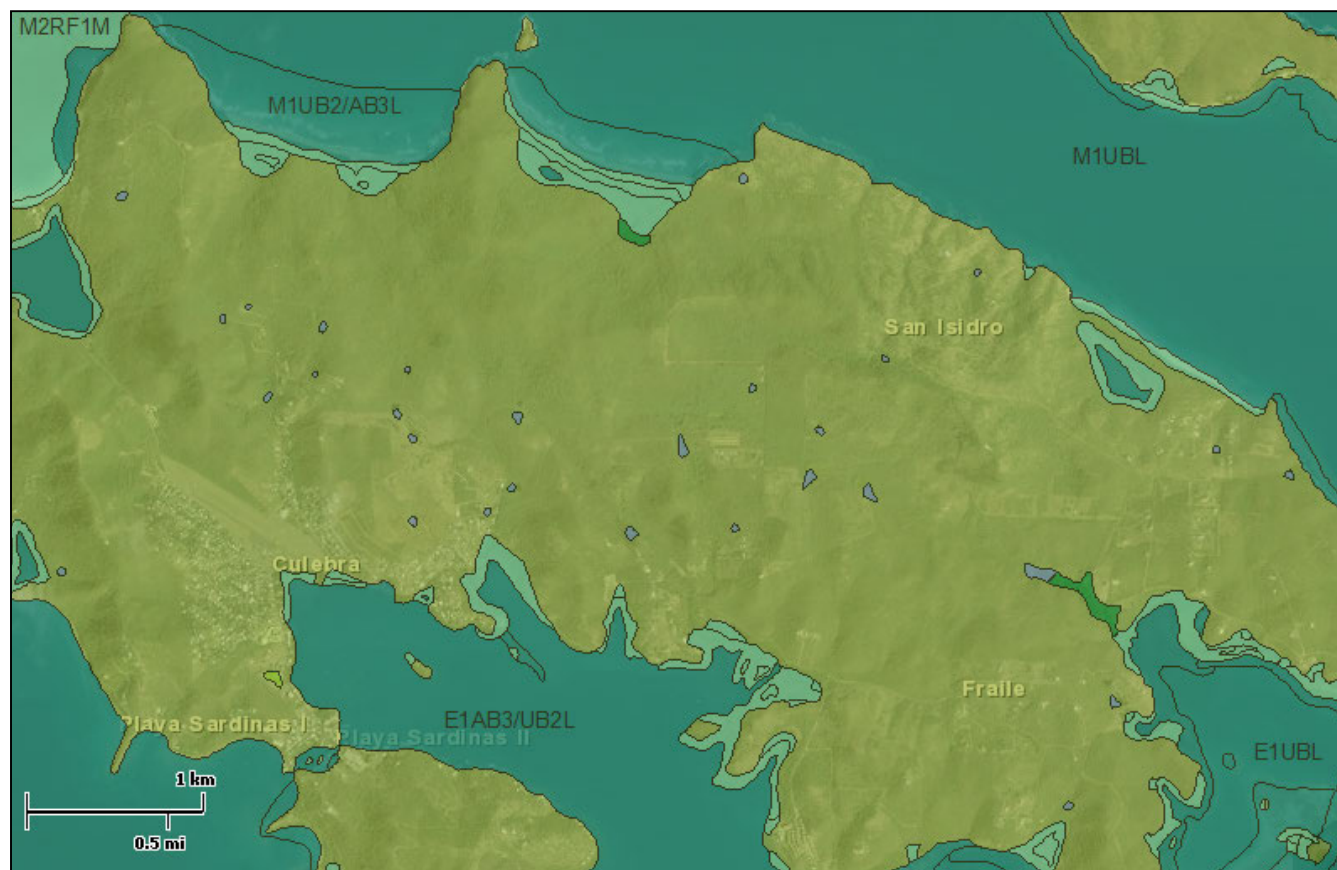 M2RF1M
M1UB2/AB3L
M1UBL
San Isidro
Culebra
Fraile
Playa Sardinas I
E1AB3/UB2L
Playa Sardinas II
E1UBL
1 km
0.5 mi